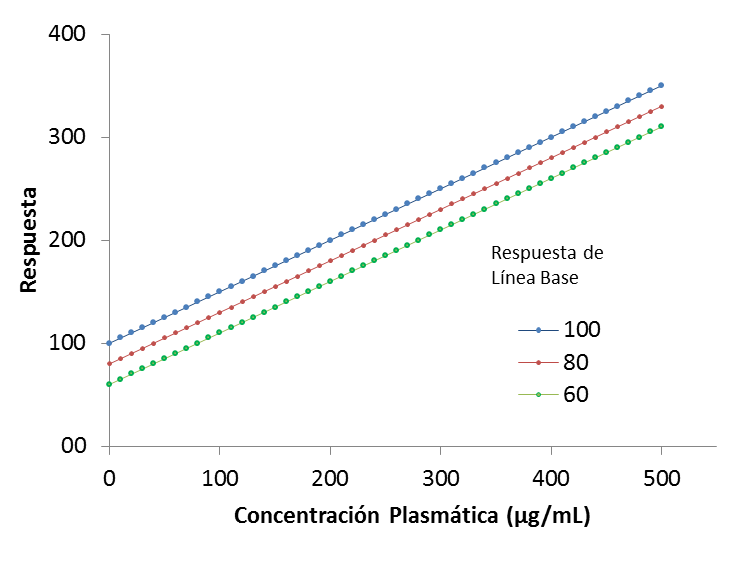 400
300
200
100
00
Respuesta
0 100 200 300 400 500
Concentración Plasmática (µg/mL)
Respuesta de
Línea Base
100
80
60